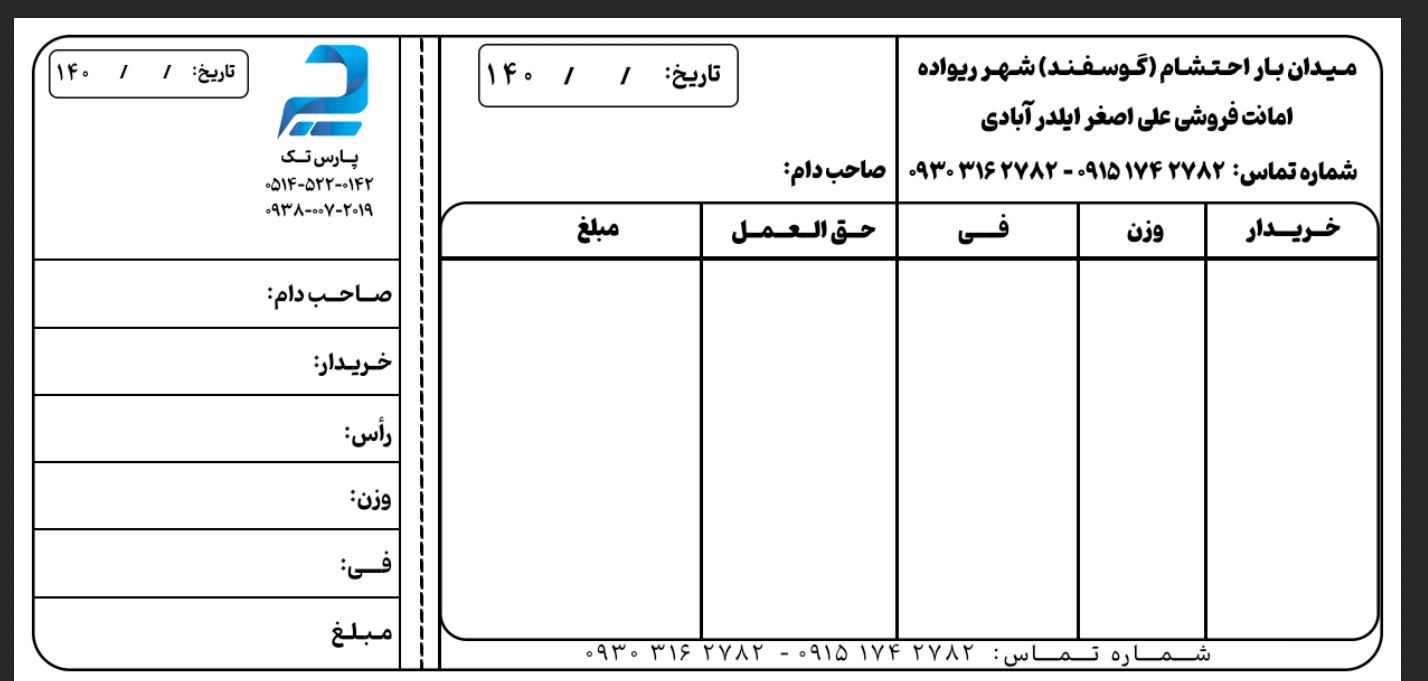 میدان بار احتشام (گوسفند) شهر ریواده
امانت فروشی علی اصغر ایلدر آبادی
شماره تماس: ۲۷۸۲ ۱۷۴ ۰۹۱۵ - ۲۷۸۲ ۳۱۶ ۰۹۳۰
تاریخ: / / ۱۴۰
صاحب دام:
خریدار وزن فی حق العمل مبلغ
شماره تماس: ۲۷۸۲ ۱۷۴ ۰۹۱۵ - ۲۷۸۲ ۳۱۶ ۰۹۳۰
تاریخ: / / ۱۴۰
پارس تک
۰۵۱۴-۵۲۲-۰۱۴۲
۰۹۳۸-۰۰۷-۲۰۱۹
صاحب دام:
خریدار:
رأس:
وزن:
فی:
مبلغ